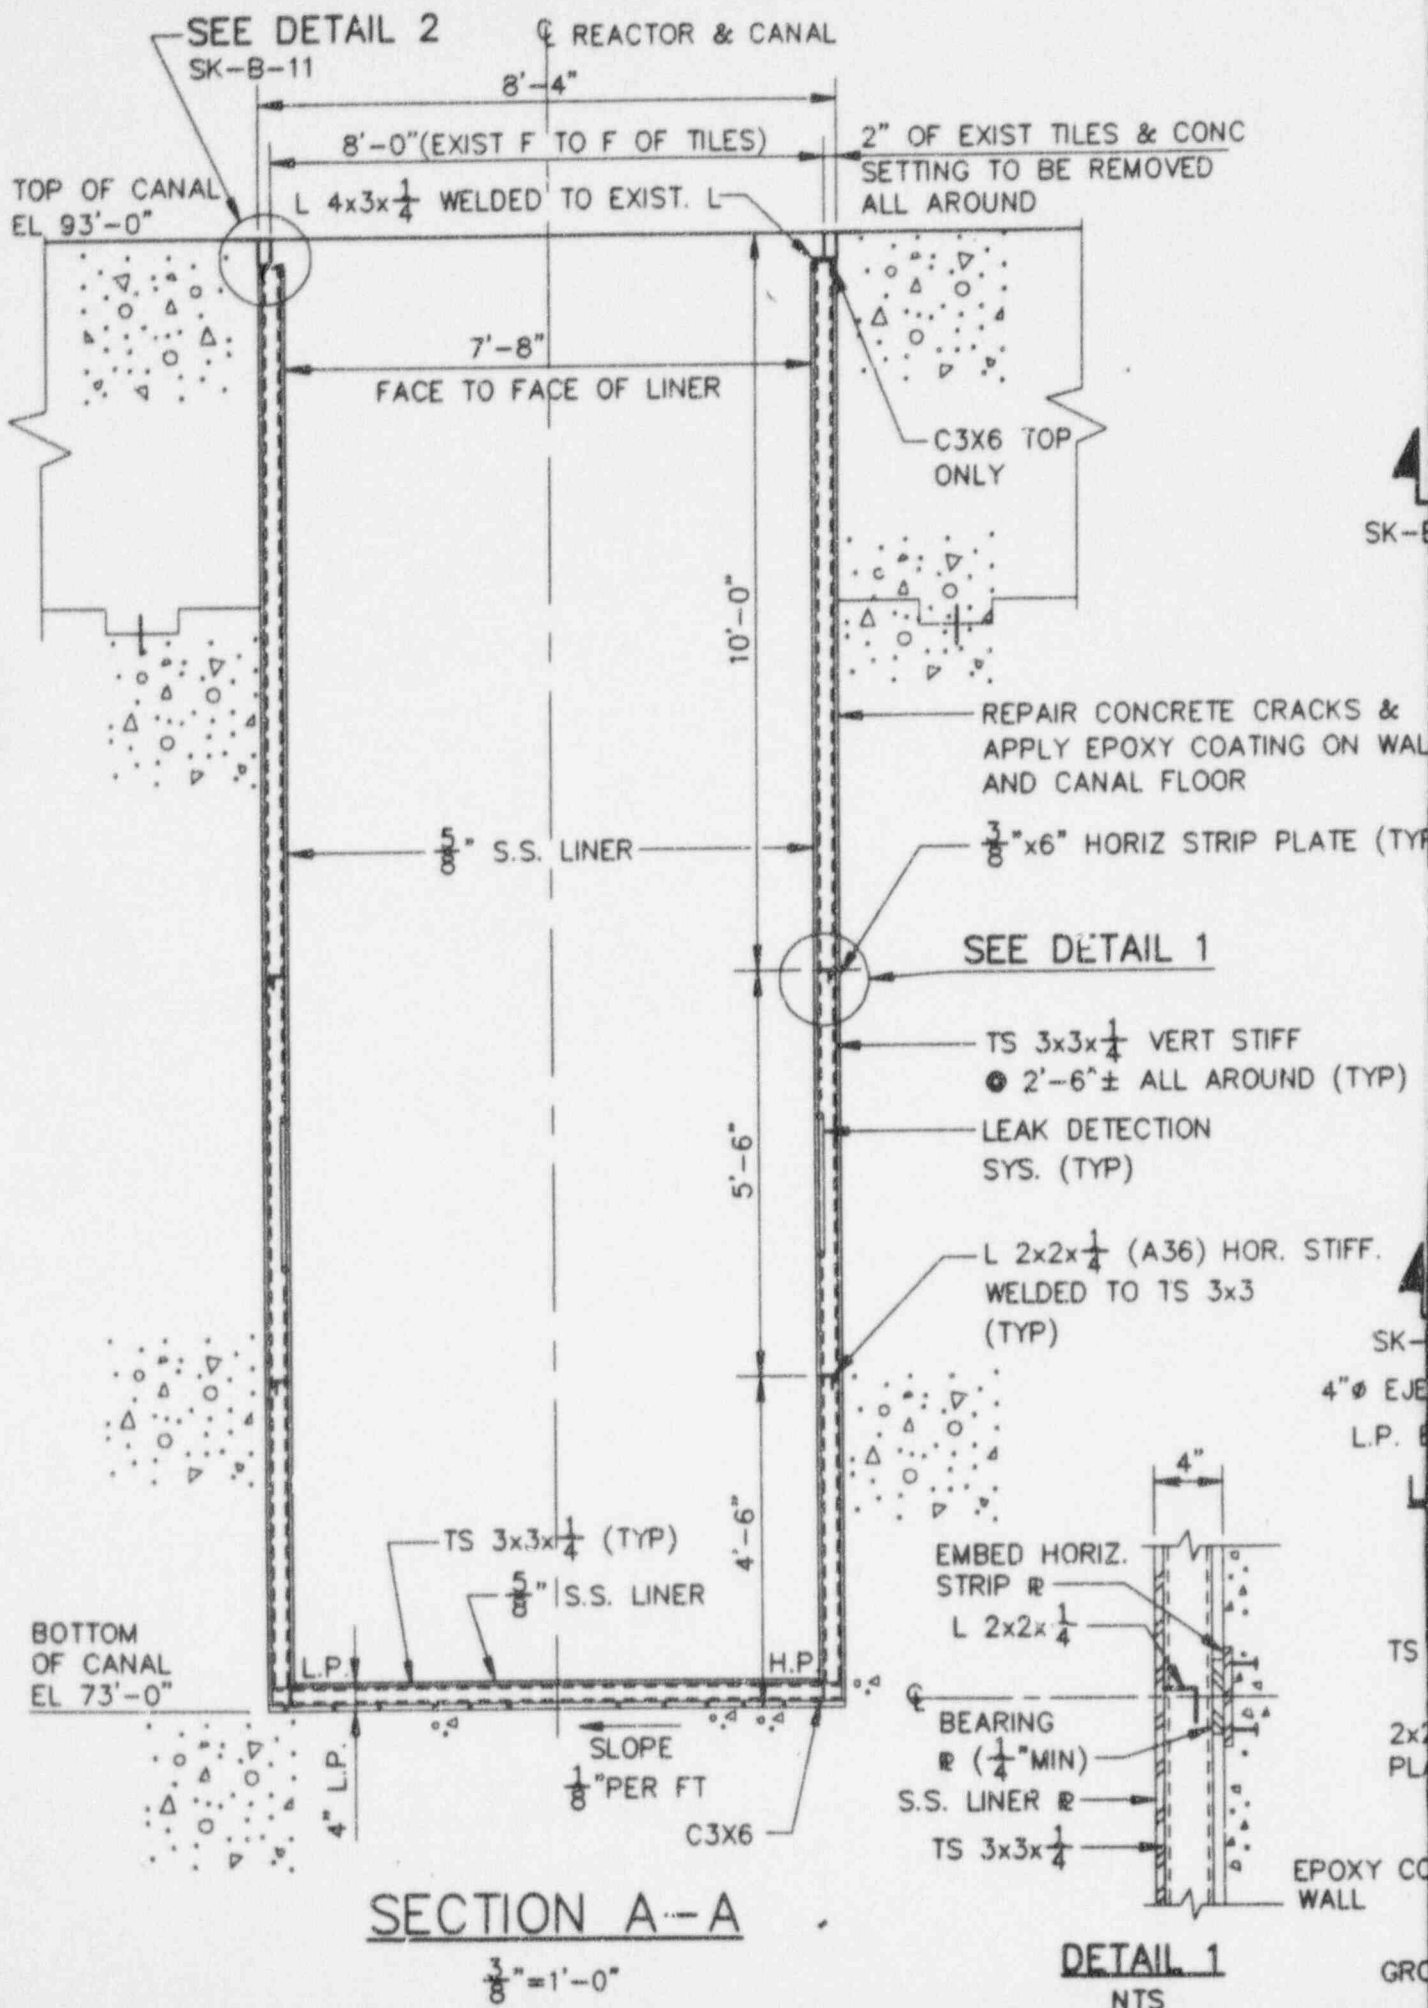 SEE DETAIL 2
SK-B-11
℄ REACTOR & CANAL
8'-4"
8'-0"(EXIST F TO F OF TILES)
2" OF EXIST TILES & CONC
SETTING TO BE REMOVED
ALL AROUND
TOP OF CANAL
EL 93'-0"
L 4x3x1/4 WELDED TO EXIST. L
7'-8"
FACE TO FACE OF LINER
C3X6 TOP
ONLY
10'-0"
REPAIR CONCRETE CRACKS &
APPLY EPOXY COATING ON
AND CANAL FLOOR
5/8" S.S. LINER
3/8"x6" HORIZ STRIP PLATE
SEE DETAIL 1
TS 3x3x1/4 VERT STIFF
@ 2'-6"± ALL AROUND (TYP)
LEAK DETECTION
SYS. (TYP)
5'-6"
L 2x2x1/4 (A36) HOR. STIFF.
WELDED TO TS 3x3
(TYP)
4"ø
L.P.
4'-6"
TS 3x3x1/4 (TYP)
5/8" S.S. LINER
BOTTOM
OF CANAL
EL 73'-0"
L.P.
H.P
4" L.P.
SLOPE
1/8"PER FT
C3X6
SECTION A-A
3/8"=1'-0"
4"
EMBED HORIZ.
STRIP ⅊
L 2x2x1/4
℄
BEARING
⅊ (1/4"MIN)
S.S. LINER ⅊
TS 3x3x1/4
EPOXY
WALL
DETAIL 1
NTS
TS